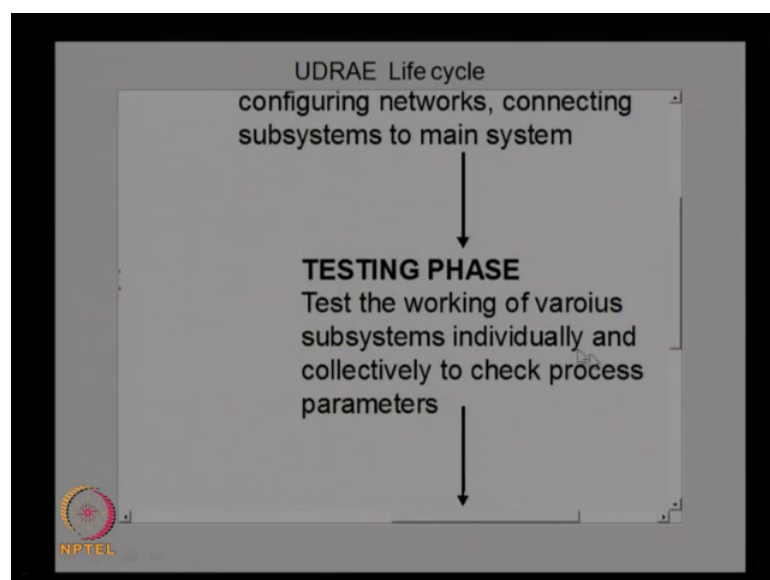 UDRAE Life cycle
configuring networks, connecting
subsystems to main system
TESTING PHASE
Test the working of varoius
subsystems individually and
collectively to check process
parameters
NPTEL